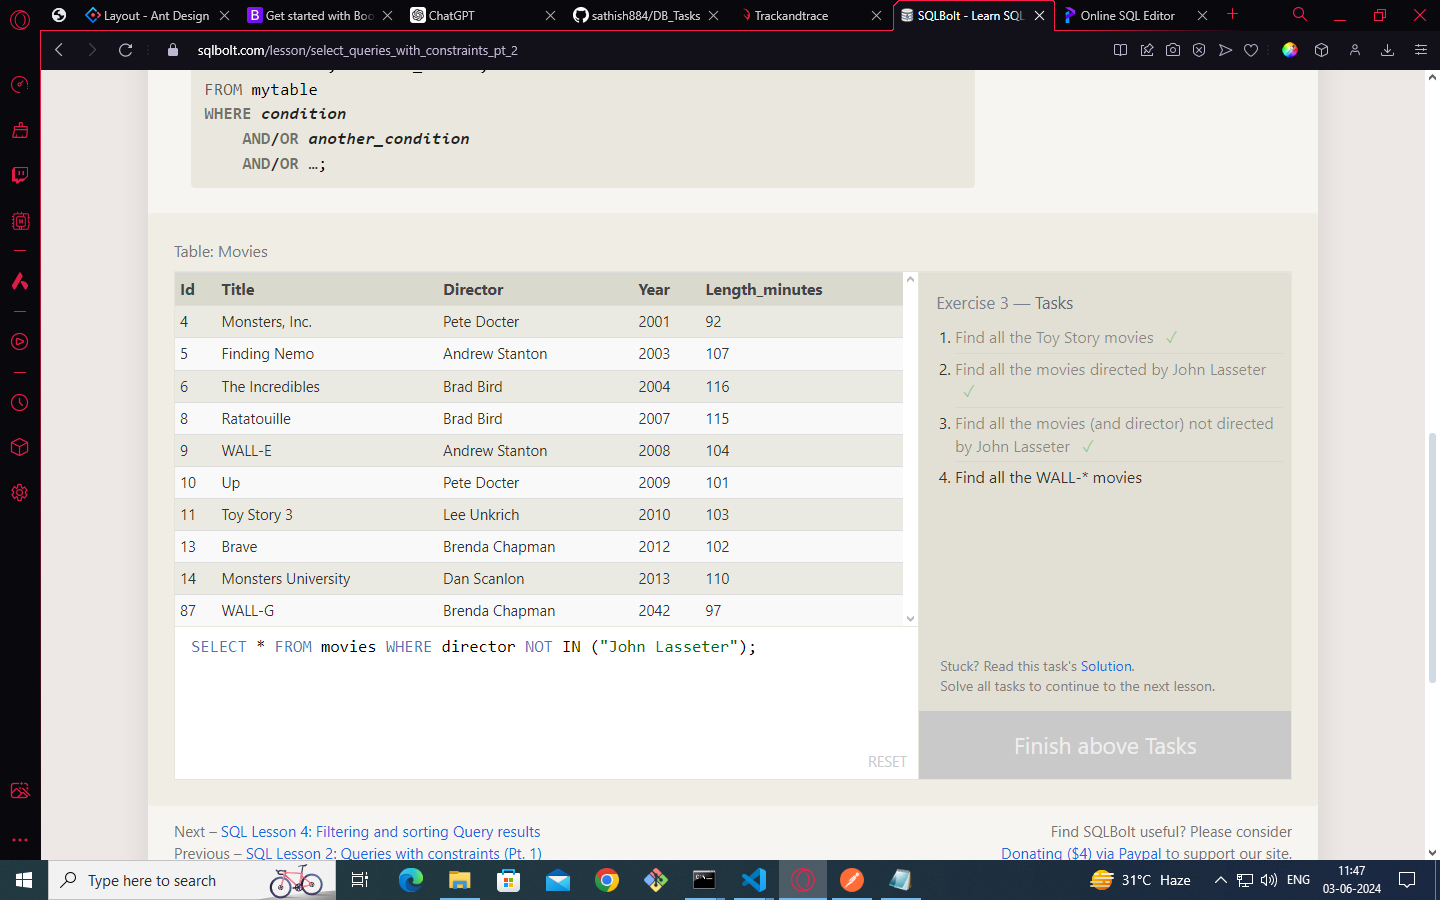 Layout - Ant Design
Get started with Boo
ChatGPT
sathish884/DB_Tasks
Trackandtrace
SQLBolt - Learn SQL
Online SQL Editor
sqlbolt.com/lesson/select_queries_with_constraints_pt_2
FROM mytable
WHERE condition
AND/OR another_condition
AND/OR …;
Table: Movies
Id Title Director Year Length_minutes
4 Monsters, Inc. Pete Docter 2001 92
5 Finding Nemo Andrew Stanton 2003 107
6 The Incredibles Brad Bird 2004 116
8 Ratatouille Brad Bird 2007 115
9 WALL-E Andrew Stanton 2008 104
10 Up Pete Docter 2009 101
11 Toy Story 3 Lee Unkrich 2010 103
13 Brave Brenda Chapman 2012 102
14 Monsters University Dan Scanlon 2013 110
87 WALL-G Brenda Chapman 2042 97
SELECT * FROM movies WHERE director NOT IN ("John Lasseter");
RESET
Exercise 3 — Tasks
1. Find all the Toy Story movies ✓
2. Find all the movies directed by John Lasseter
✓
3. Find all the movies (and director) not directed
by John Lasseter ✓
4. Find all the WALL-* movies
Stuck? Read this task's Solution.
Solve all tasks to continue to the next lesson.
Finish above Tasks
Next – SQL Lesson 4: Filtering and sorting Query results
Previous – SQL Lesson 2: Queries with constraints (Pt. 1)
Find SQLBolt useful? Please consider
Donating ($4) via Paypal to support our site.
Type here to search
31°C Haze
ENG
11:47
03-06-2024